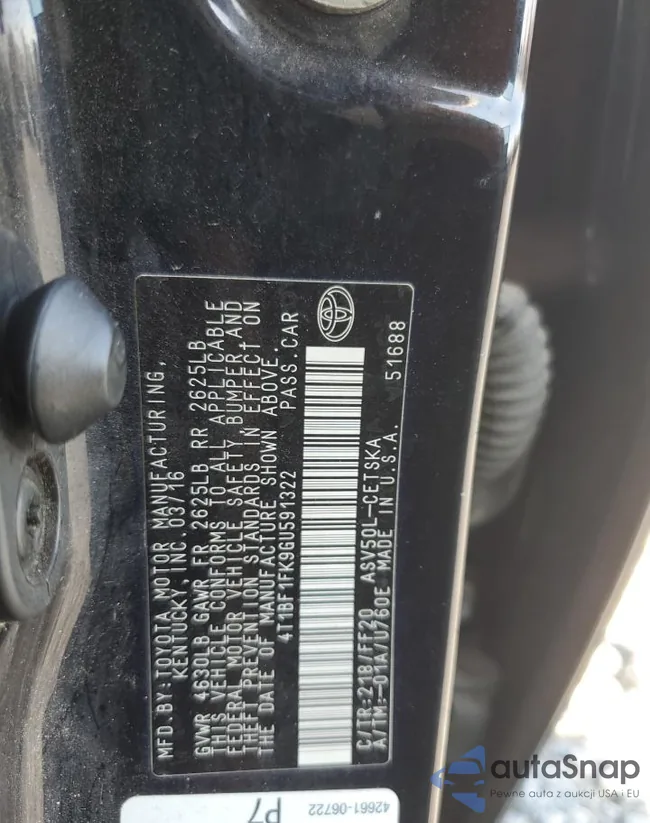 MFD.BY:TOYOTA MOTOR MANUFACTURING,
KENTUCKY, INC. 03/16
GVWR 4630LB GAWR FR 2625LB RR 2625LB
THIS VEHICLE CONFORMS TO ALL APPLICABLE
FEDERAL MOTOR VEHICLE SAFETY, BUMPER, AND
THEFT PREVENTION STANDARDS IN EFFECT ON
THE DATE OF MANUFACTURE SHOWN ABOVE.
4T1BF1FK9GU591322 PASS.CAR
C/TR:218/FF20 ASV50L-CETSKA
A/TM:-01A/U760E MADE IN U.S.A. 51688
42661-06722
P7
autoSnap
Pewne auto z aukcji USA i EU